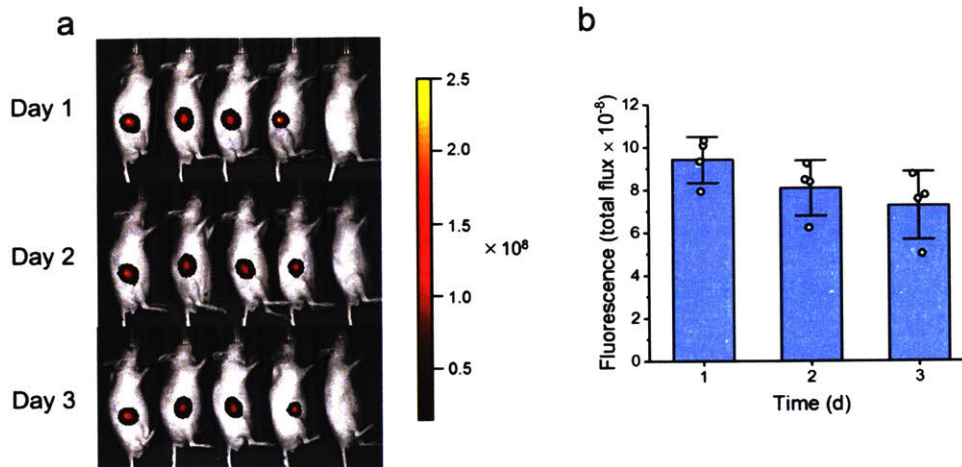 a
Day 1
Day 2
Day 3
2.5
2.0
1.5
× 10⁸
1.0
0.5
b
Fluorescence (total flux × 10⁻⁸)
12
10
8
6
4
2
0
1
2
3
Time (d)